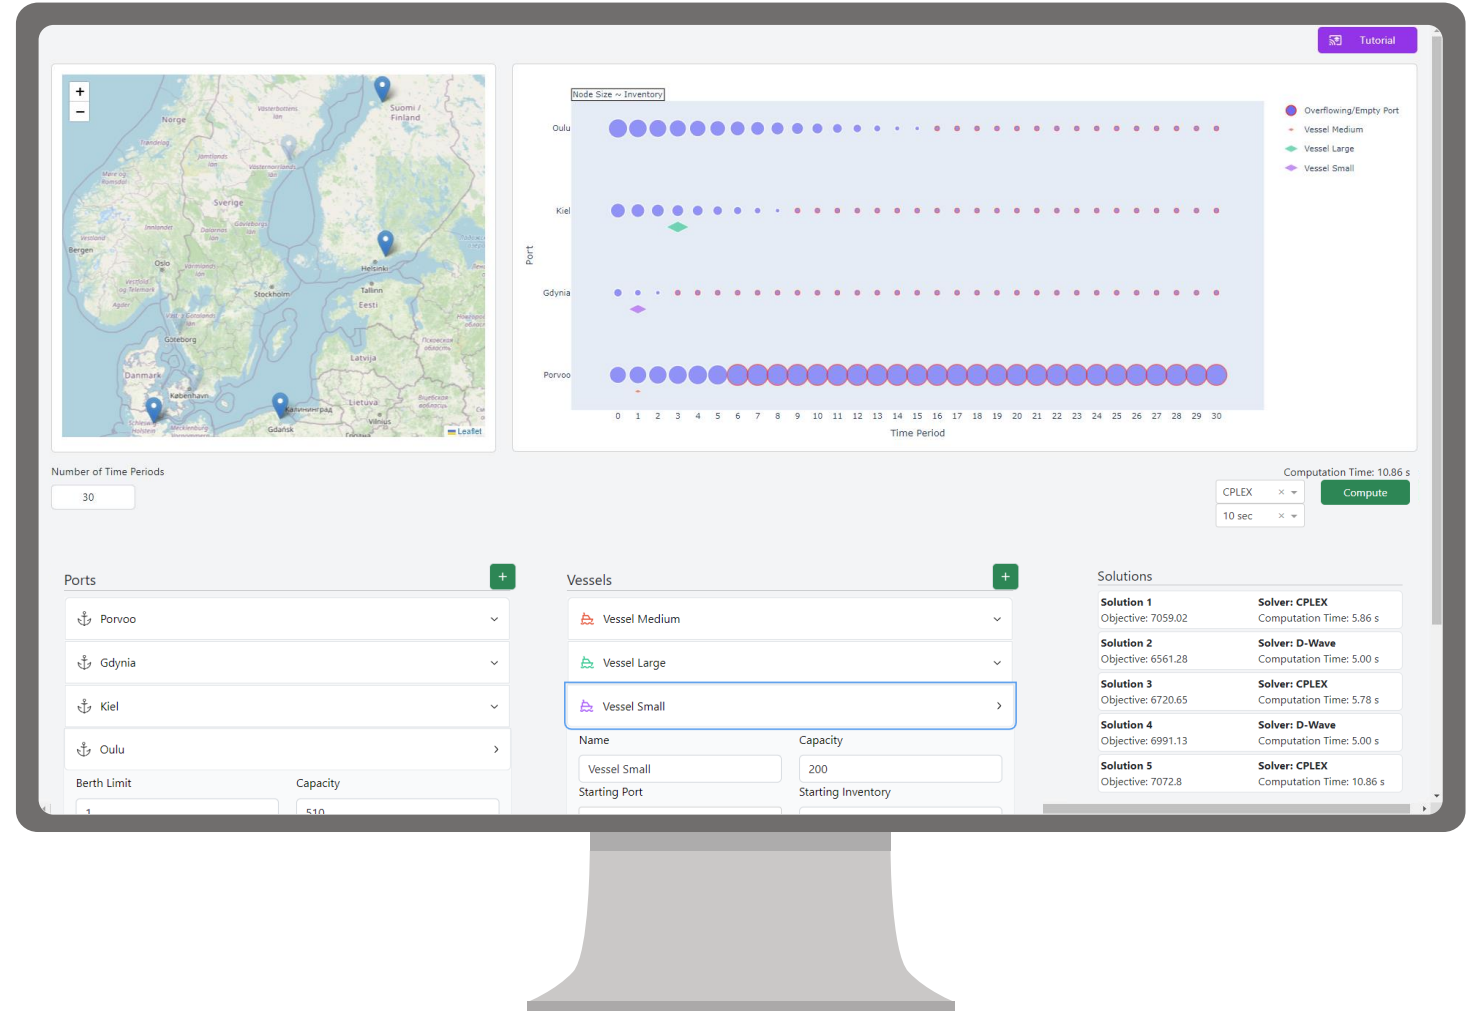 Tutorial
+
−
Norge
Suomi /
Finland
Sverige
Bergen
Oslo
Helsinki
Stockholm
Tallinn
Eesti
Göteborg
Latvija
Danmark
København
Lietuva
Калининград
Vilnius
Gdańsk
Leaflet
Node Size ~ Inventory
Oulu
Kiel
Gdynia
Porvoo
Port
0 1 2 3 4 5 6 7 8 9 10 11 12 13 14 15 16 17 18 19 20 21 22 23 24 25 26 27 28 29 30
Time Period
Overflowing/Empty Port
Vessel Medium
Vessel Large
Vessel Small
Number of Time Periods
30
Computation Time: 10.86 s
CPLEX ×
Compute
10 sec ×
Ports
+
Porvoo
Gdynia
Kiel
Oulu
Berth Limit Capacity
1 510
Vessels
+
Vessel Medium
Vessel Large
Vessel Small
Name Capacity
Vessel Small 200
Starting Port Starting Inventory
Solutions
Solution 1 Solver: CPLEX
Objective: 7059.02 Computation Time: 5.86 s
Solution 2 Solver: D-Wave
Objective: 6561.28 Computation Time: 5.00 s
Solution 3 Solver: CPLEX
Objective: 6720.65 Computation Time: 5.78 s
Solution 4 Solver: D-Wave
Objective: 6991.13 Computation Time: 5.00 s
Solution 5 Solver: CPLEX
Objective: 7072.8 Computation Time: 10.86 s